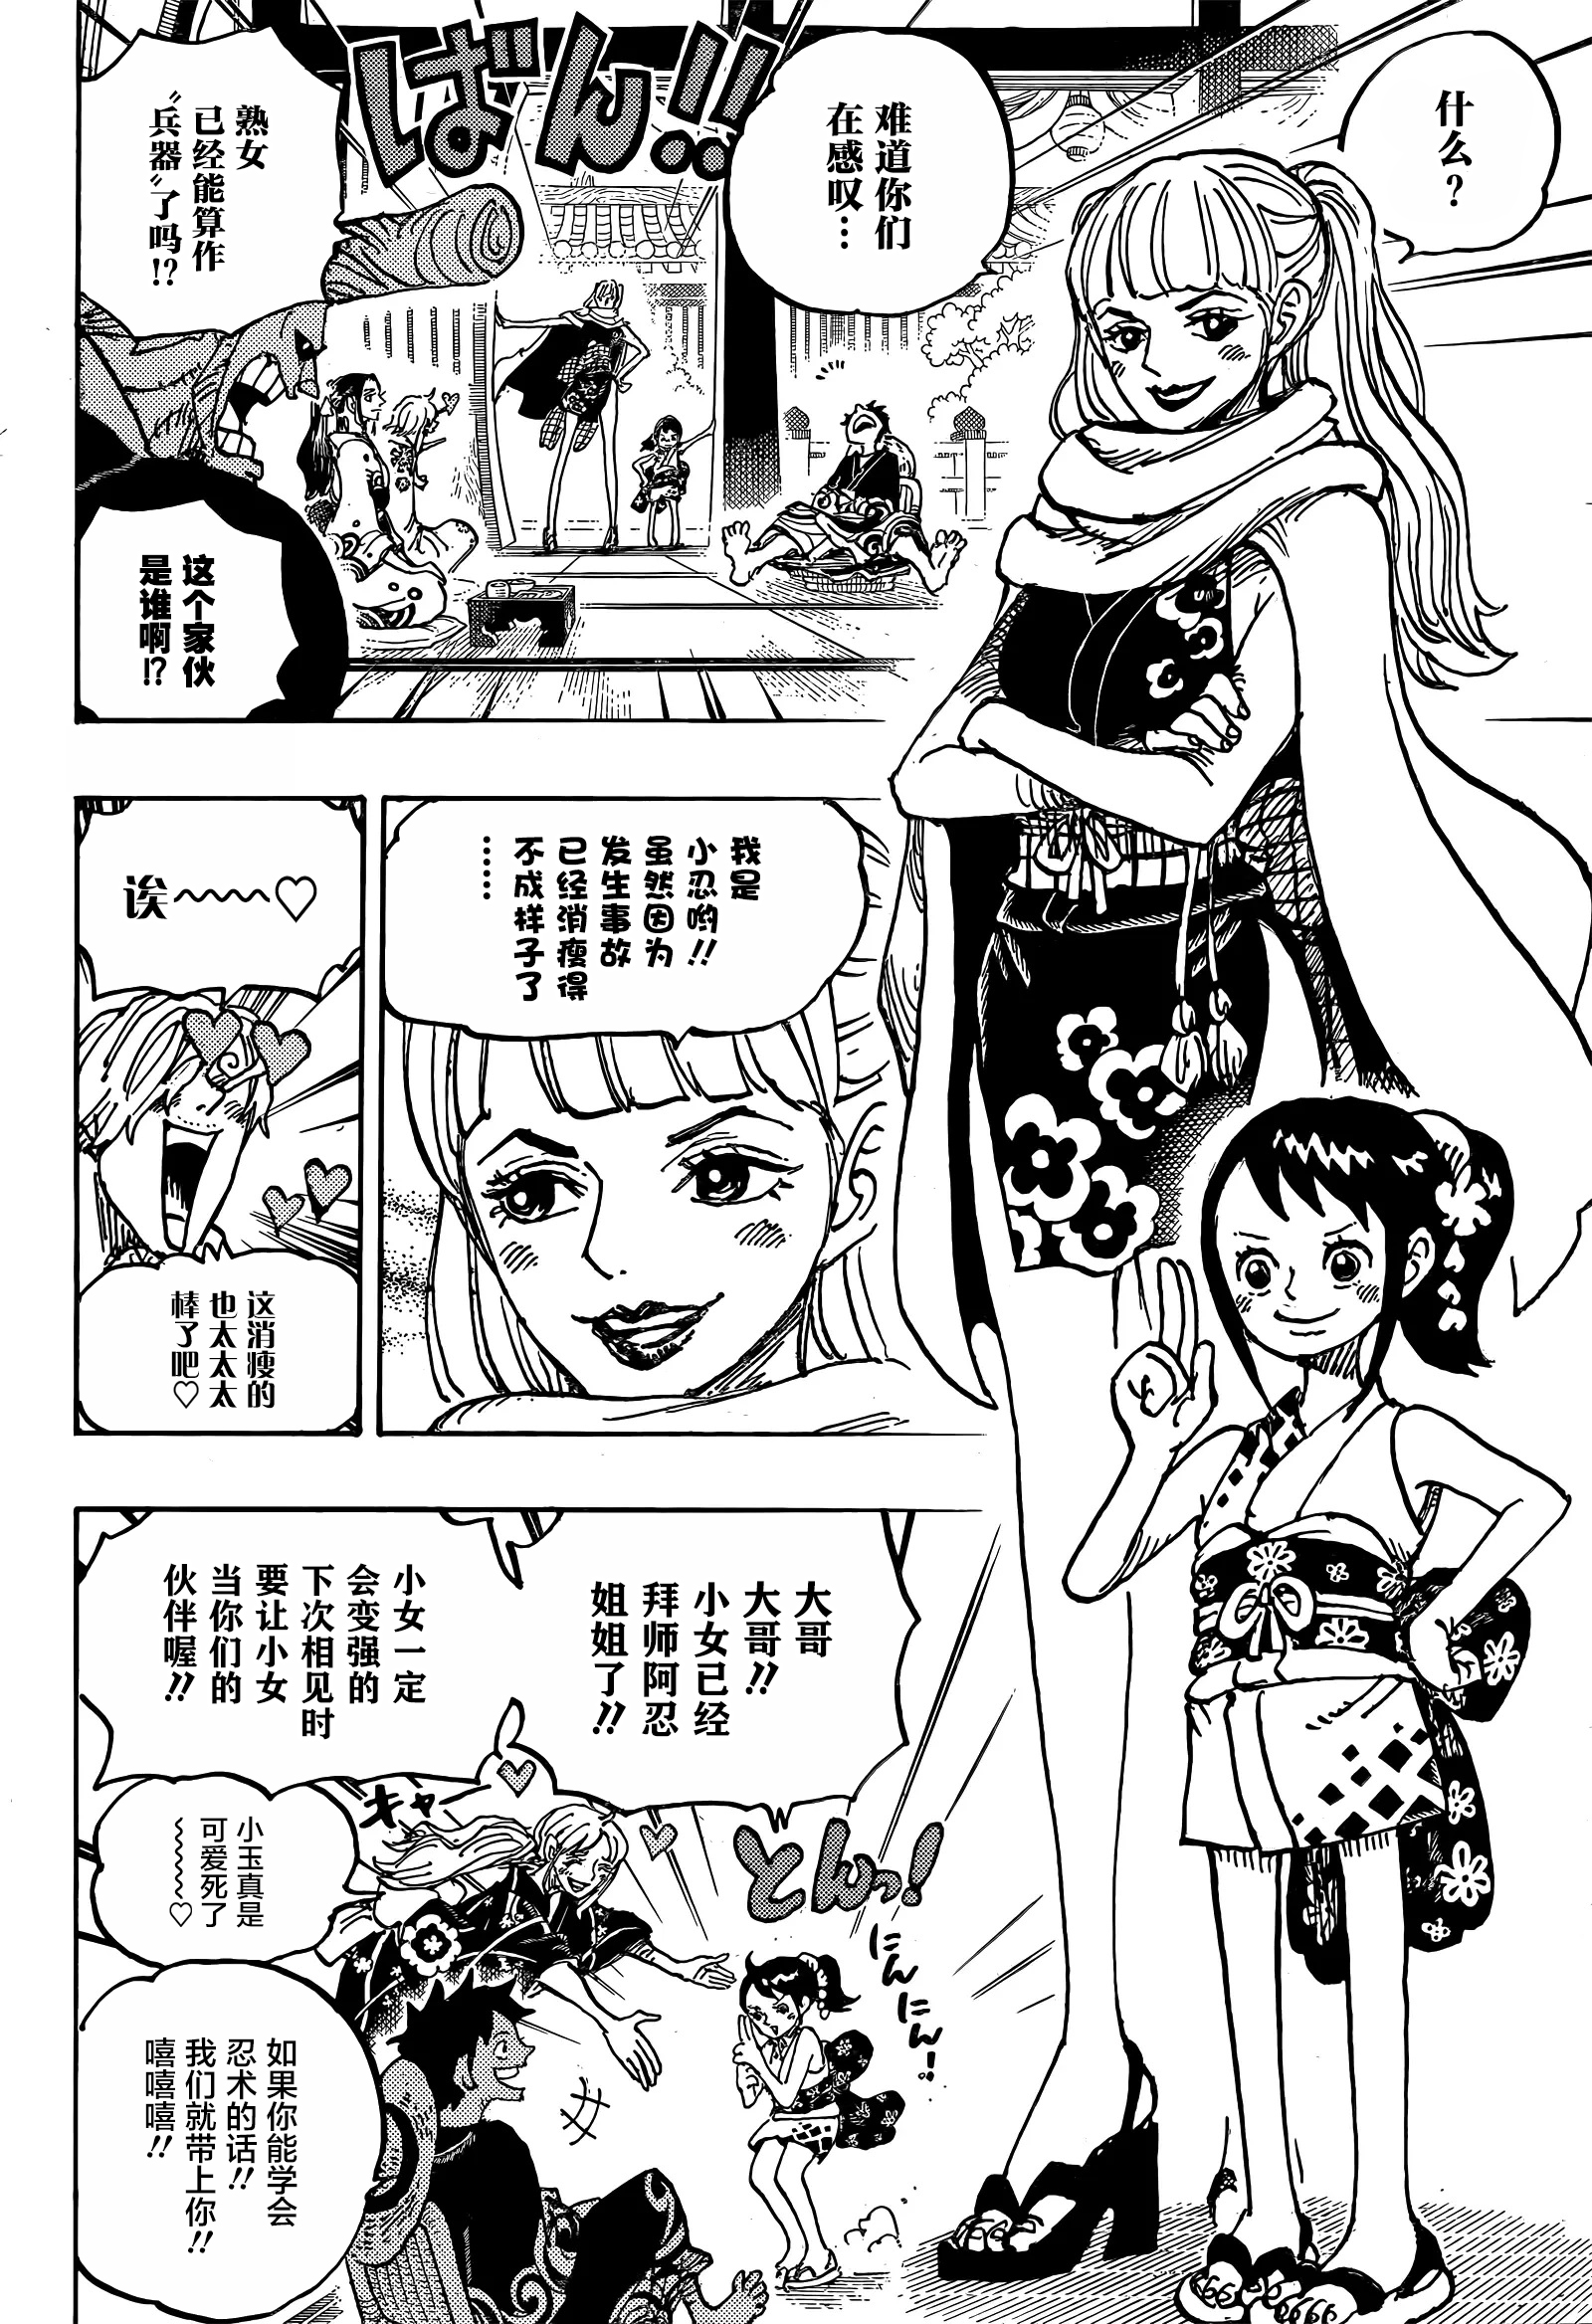 什么？
难道你们
在感叹…
ばん!!
熟女
已经能算作
“兵器”了吗!?
这个家伙
是谁啊!?
我是
小忍哟!!
虽然因为
发生事故
已经消瘦得
不成样子了
……
诶~~~~♡
这消瘦的
也太太太
棒了吧♡
大哥
大哥!!
小女已经
拜师阿忍
姐姐了!!
小女一定
会变强的
下次相见时
要让小女
当你们的
伙伴喔!!
キャ
小玉真是
可爱死了
~~~~~♡
とんっ!
にんにん!
如果你能学会
忍术的话!!
我们就带上你!!
嘻嘻嘻!!